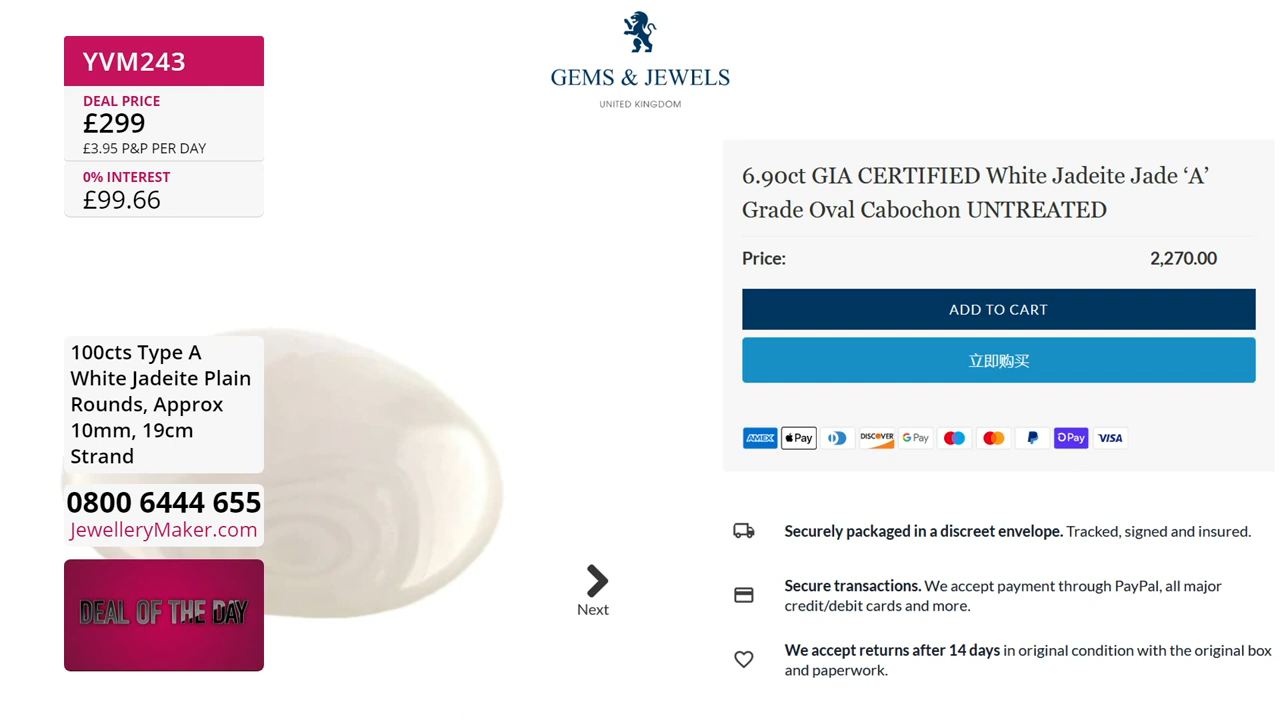 YVM243
DEAL PRICE
£299
£3.95 P&P PER DAY
0% INTEREST
£99.66
100cts Type A
White Jadeite Plain
Rounds, Approx
10mm, 19cm
Strand
0800 6444 655
JewelleryMaker.com
DEAL OF THE DAY
GEMS & JEWELS
UNITED KINGDOM
Next
6.90ct GIA CERTIFIED White Jadeite Jade ‘A’
Grade Oval Cabochon UNTREATED
Price: 2,270.00
ADD TO CART
立即购买
AMEX Pay DISCOVER G Pay Pay VISA
Securely packaged in a discreet envelope. Tracked, signed and insured.
Secure transactions. We accept payment through PayPal, all major
credit/debit cards and more.
We accept returns after 14 days in original condition with the original box
and paperwork.